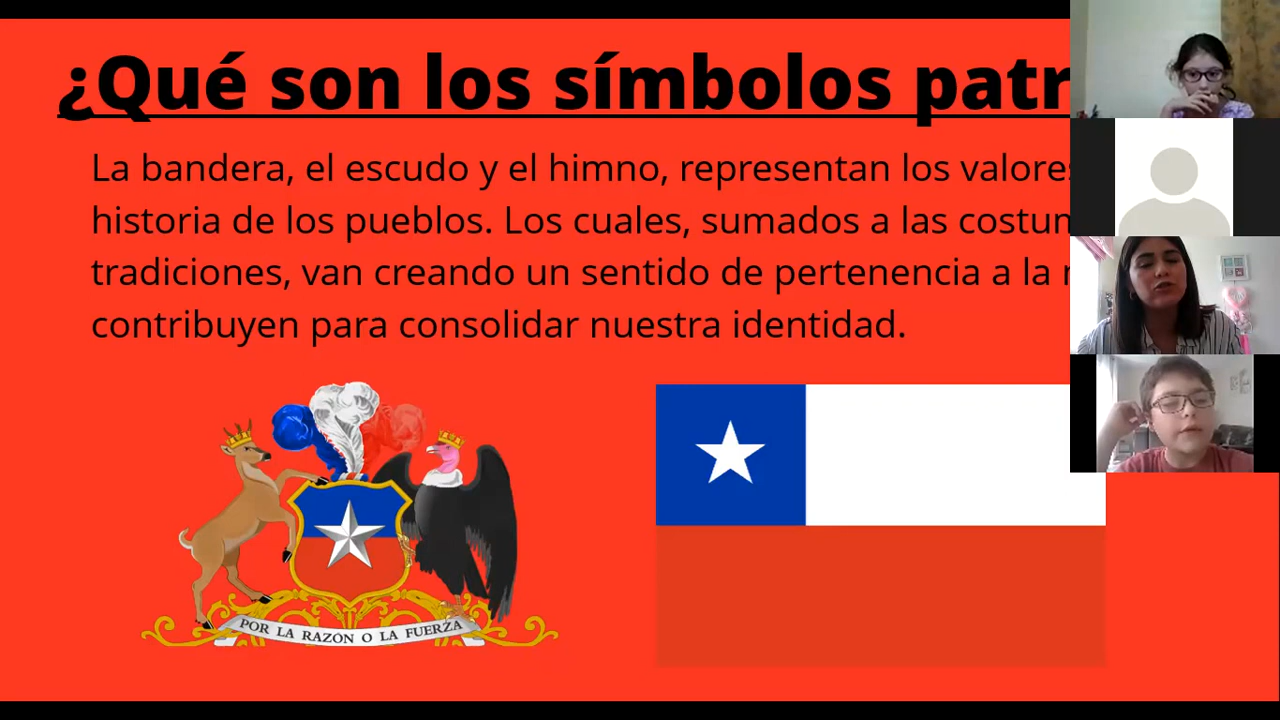 ¿Qué son los símbolos patr
La bandera, el escudo y el himno, representan los valores
historia de los pueblos. Los cuales, sumados a las costum
tradiciones, van creando un sentido de pertenencia a la
contribuyen para consolidar nuestra identidad.
POR LA RAZÓN O LA FUERZA